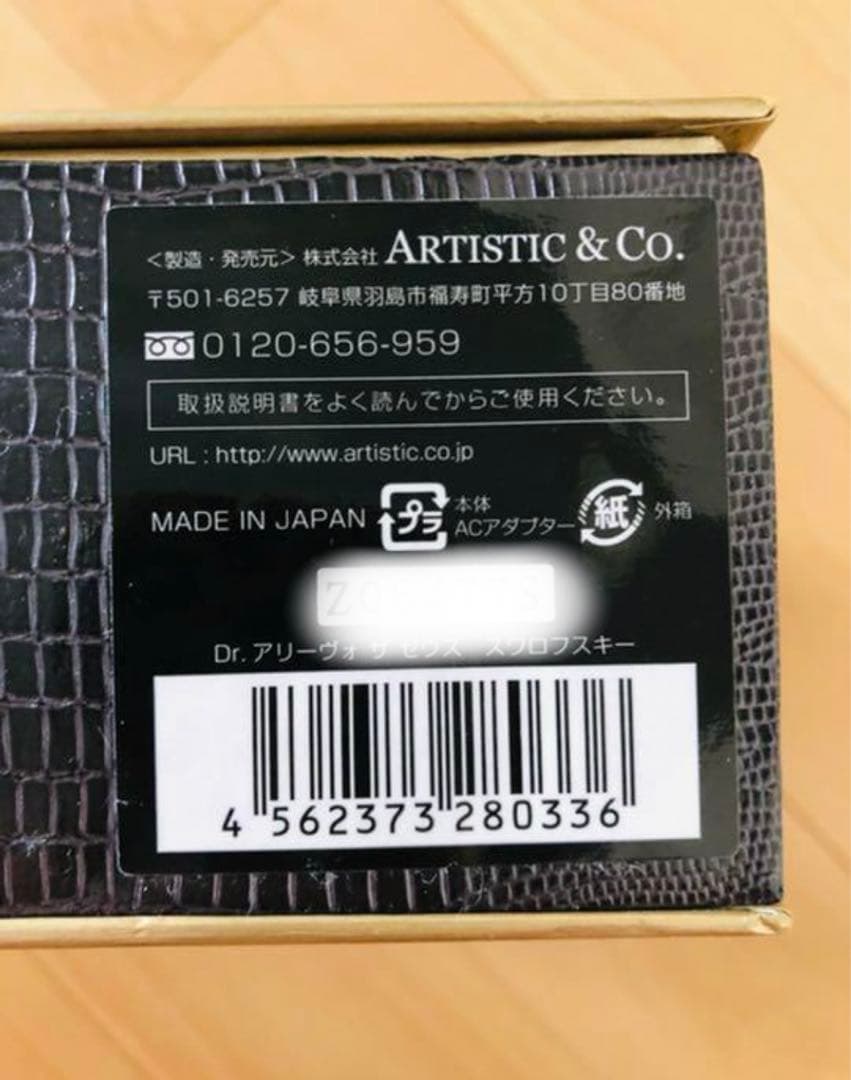 <製造・発売元> 株式会社 ARTISTIC & CO.
〒501-6257 岐阜県羽島市福寿町平方10丁目80番地
0120-656-959
取扱説明書をよく読んでからご使用ください。
URL : http://www.artistic.co.jp
MADE IN JAPAN プラ 本体 ACアダプター 紙 外箱
Dr. アリーヴォ ザ ゼウス スワロフスキー
4 562373 280336